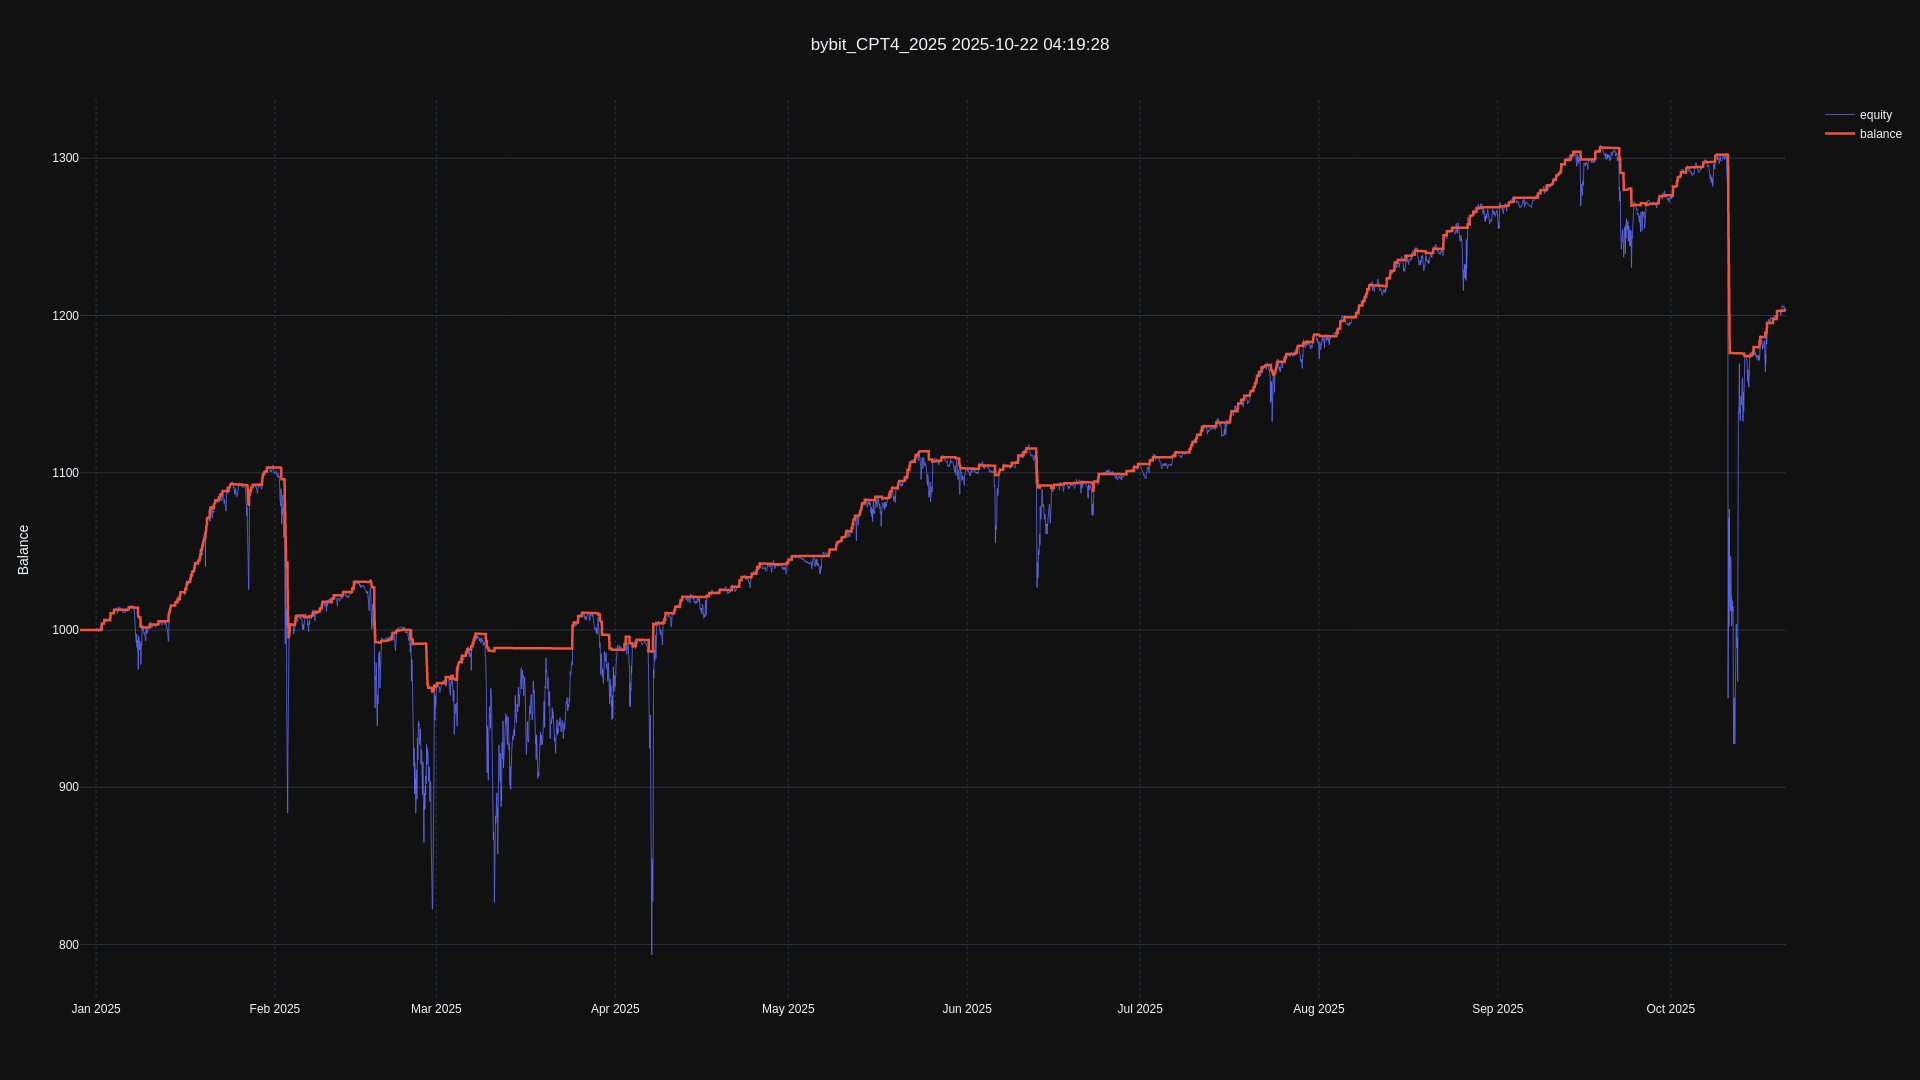 bybit_CPT4_2025 2025-10-22 04:19:28
equity
balance
Balance
1300
1200
1100
1000
900
800
Jan 2025
Feb 2025
Mar 2025
Apr 2025
May 2025
Jun 2025
Jul 2025
Aug 2025
Sep 2025
Oct 2025